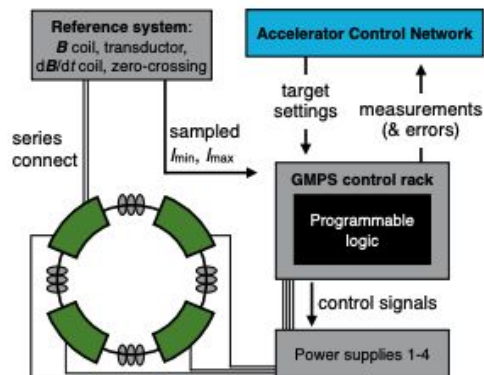 Reference system:
B coil, transductor,
dB/dt coil, zero-crossing
Accelerator Control Network
series
connect
sampled
Imin, Imax
target
settings
measurements
(& errors)
GMPS control rack
Programmable
logic
control signals
Power supplies 1-4